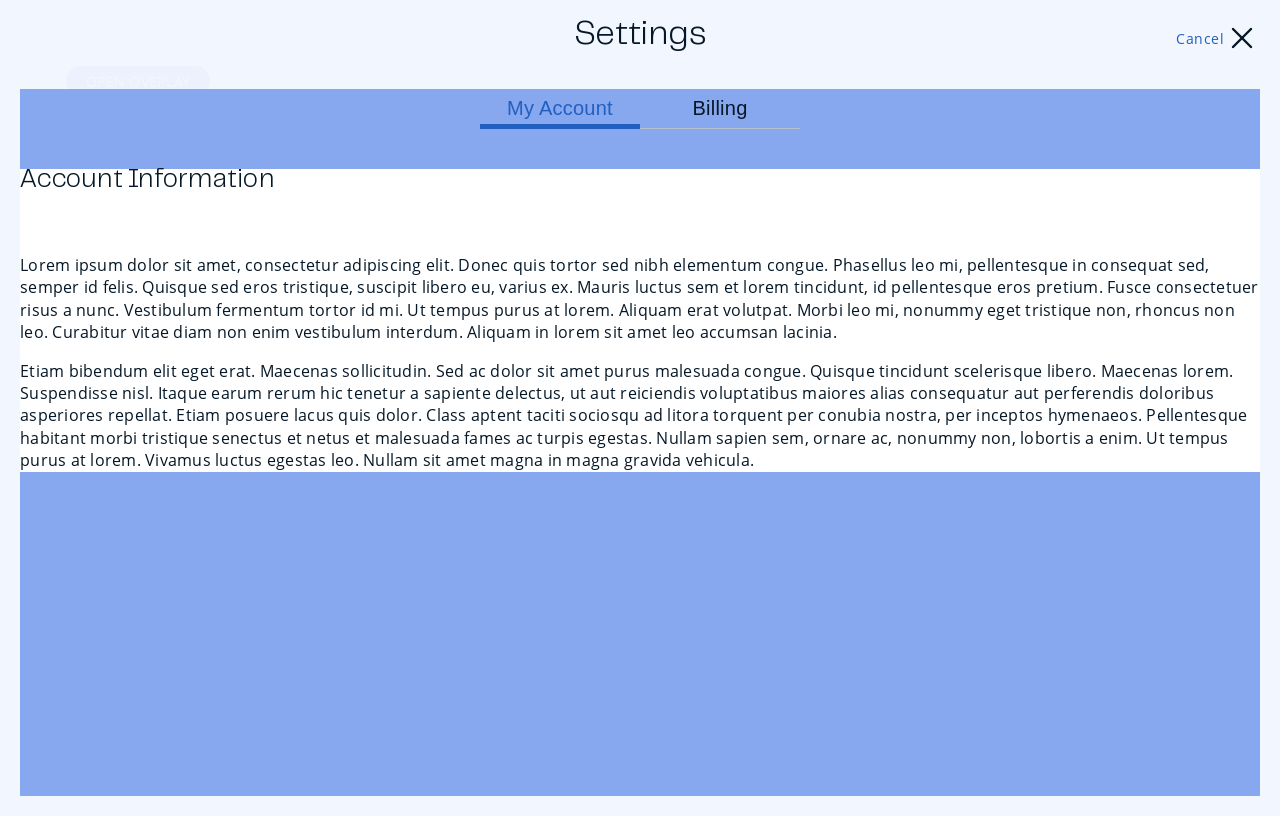 Settings
Cancel
OPEN OVERLAY
My Account
Billing
Account Information
Lorem ipsum dolor sit amet, consectetur adipiscing elit. Donec quis tortor sed nibh elementum congue. Phasellus leo mi, pellentesque in consequat sed,
semper id felis. Quisque sed eros tristique, suscipit libero eu, varius ex. Mauris luctus sem et lorem tincidunt, id pellentesque eros pretium. Fusce consectetuer
risus a nunc. Vestibulum fermentum tortor id mi. Ut tempus purus at lorem. Aliquam erat volutpat. Morbi leo mi, nonummy eget tristique non, rhoncus non
leo. Curabitur vitae diam non enim vestibulum interdum. Aliquam in lorem sit amet leo accumsan lacinia.
Etiam bibendum elit eget erat. Maecenas sollicitudin. Sed ac dolor sit amet purus malesuada congue. Quisque tincidunt scelerisque libero. Maecenas lorem.
Suspendisse nisl. Itaque earum rerum hic tenetur a sapiente delectus, ut aut reiciendis voluptatibus maiores alias consequatur aut perferendis doloribus
asperiores repellat. Etiam posuere lacus quis dolor. Class aptent taciti sociosqu ad litora torquent per conubia nostra, per inceptos hymenaeos. Pellentesque
habitant morbi tristique senectus et netus et malesuada fames ac turpis egestas. Nullam sapien sem, ornare ac, nonummy non, lobortis a enim. Ut tempus
purus at lorem. Vivamus luctus egestas leo. Nullam sit amet magna in magna gravida vehicula.